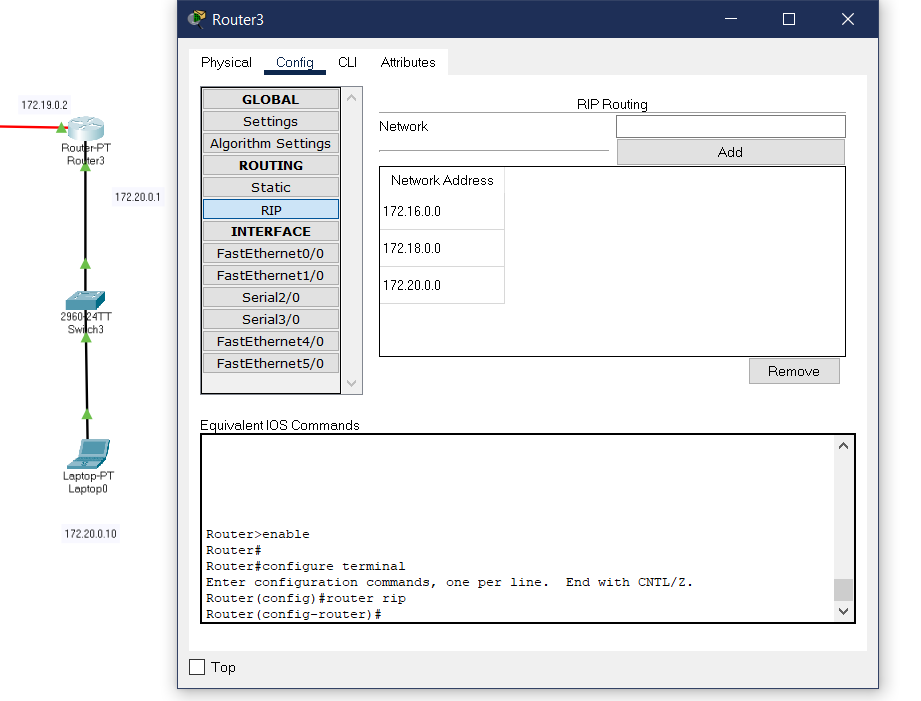 Router3
Physical Config CLI Attributes
GLOBAL
Settings
Algorithm Settings
ROUTING
Static
RIP
INTERFACE
FastEthernet0/0
FastEthernet1/0
Serial2/0
Serial3/0
FastEthernet4/0
FastEthernet5/0
RIP Routing
Network
Add
Network Address
172.16.0.0
172.18.0.0
172.20.0.0
Remove
Equivalent IOS Commands
Router>enable
Router#
Router#configure terminal
Enter configuration commands, one per line.  End with CNTL/Z.
Router(config)#router rip
Router(config-router)#
Top
172.19.0.2
Router-PT
Router3
172.20.0.1
2960-24TT
Switch3
Laptop-PT
Laptop0
172.20.0.10